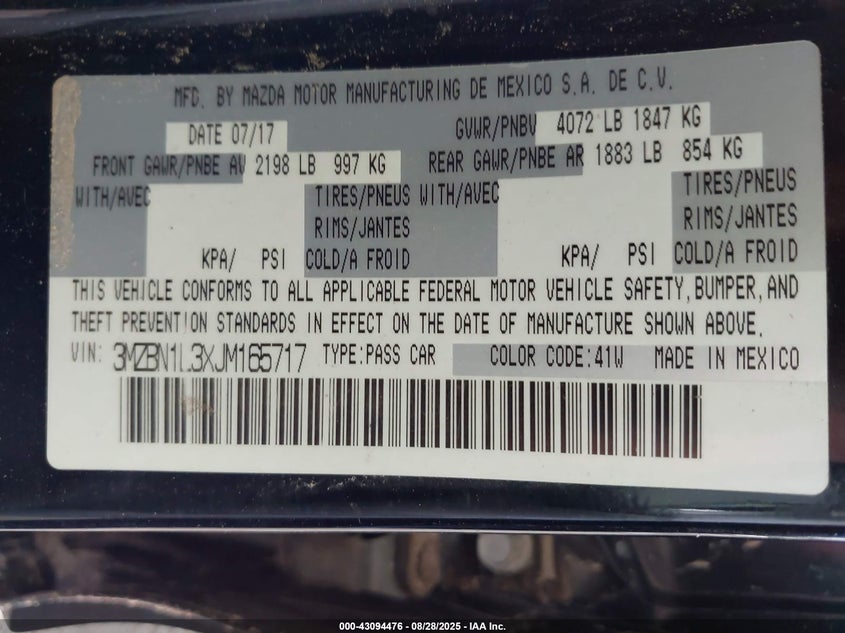 MFD. BY MAZDA MOTOR MANUFACTURING DE MEXICO S.A. DE C.V.
DATE 07/17 GVWR/PNBV 4072 LB 1847 KG
FRONT GAWR/PNBE AV 2198 LB 997 KG REAR GAWR/PNBE AR 1883 LB 854 KG
WITH/AVEC TIRES/PNEUS WITH/AVEC TIRES/PNEUS
RIMS/JANTES RIMS/JANTES
KPA/ PSI COLD/A FROID KPA/ PSI COLD/A FROID
THIS VEHICLE CONFORMS TO ALL APPLICABLE FEDERAL MOTOR VEHICLE SAFETY, BUMPER, AND
THEFT PREVENTION STANDARDS IN EFFECT ON THE DATE OF MANUFACTURE SHOWN ABOVE.
VIN: 3MZBN1L3XJM165717 TYPE:PASS CAR COLOR CODE:41W MADE IN MEXICO
000-43094476 - 08/28/2025 - IAA Inc.